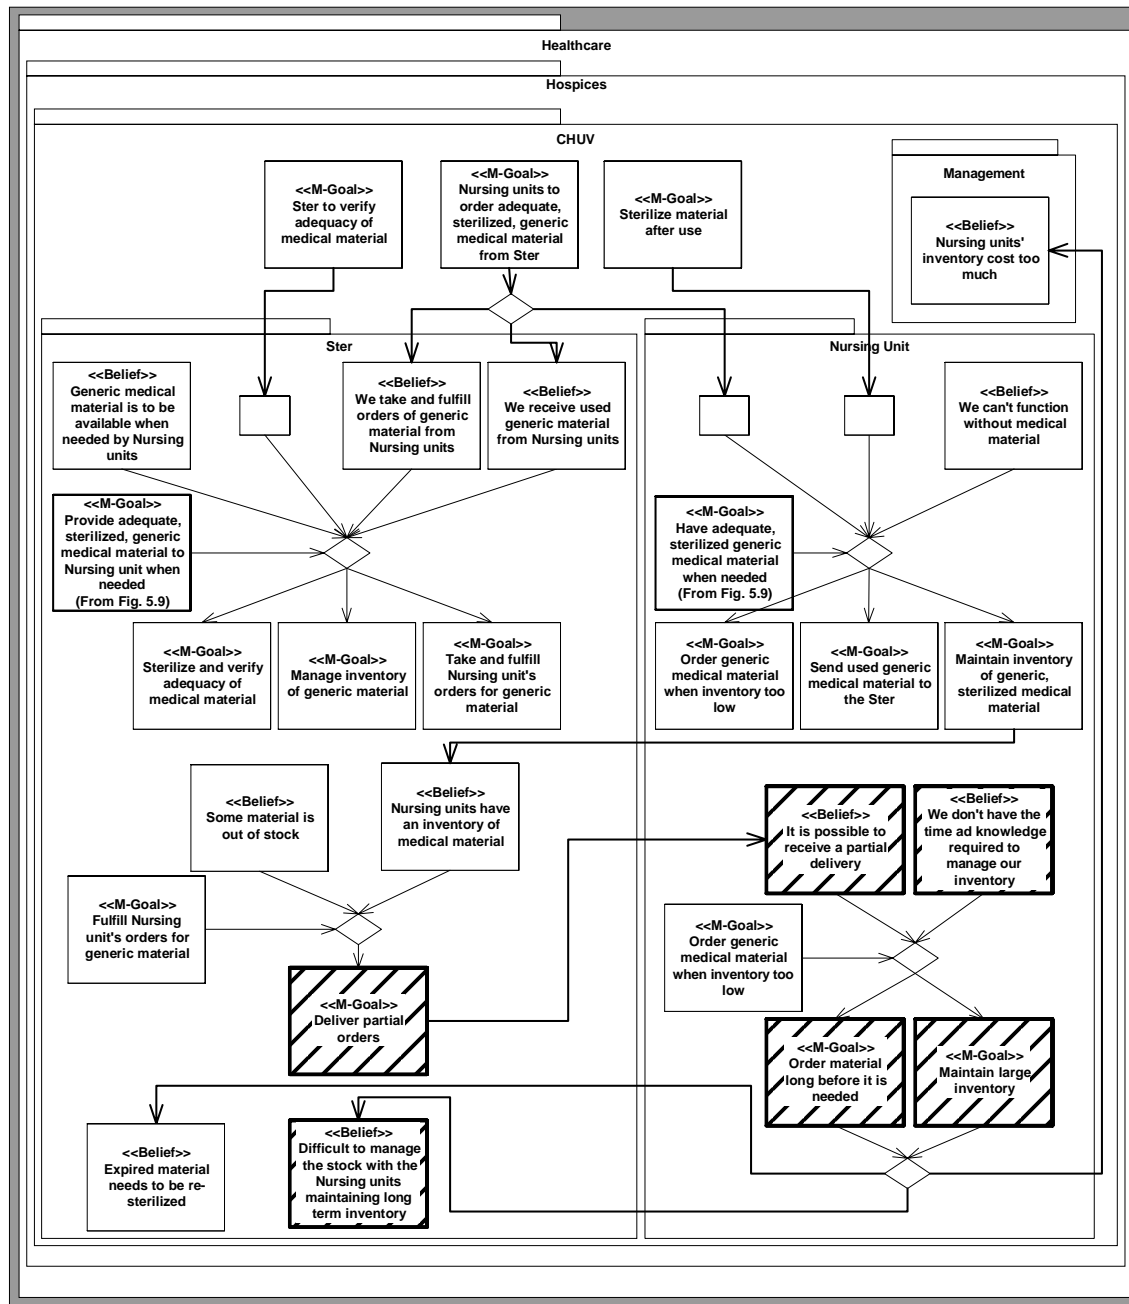 Healthcare
Hospices
CHUV
Management
<<M-Goal>>
Ster to verify
adequacy of
medical material
<<M-Goal>>
Nursing units to
order adequate,
sterilized, generic
medical material
from Ster
<<M-Goal>>
Sterilize material
after use
<<Belief>>
Nursing units'
inventory cost too
much
Ster
<<Belief>>
Generic medical
material is to be
available when
needed by Nursing
units
<<Belief>>
We take and fulfill
orders of generic
material from
Nursing units
<<Belief>>
We receive used
generic material
from Nursing units
<<M-Goal>>
Provide adequate,
sterilized, generic
medical material to
Nursing unit when
needed
(From Fig. 5.9)
<<M-Goal>>
Sterilize and verify
adequacy of
medical material
<<M-Goal>>
Manage inventory
of generic material
<<M-Goal>>
Take and fulfill
Nursing unit's
orders for generic
material
<<Belief>>
Some material is
out of stock
<<Belief>>
Nursing units have
an inventory of
medical material
<<M-Goal>>
Fulfill Nursing
unit's orders for
generic material
<<M-Goal>>
Deliver partial
orders
<<Belief>>
Expired material
needs to be re-
sterilized
<<Belief>>
Difficult to manage
the stock with the
Nursing units
maintaining long
term inventory
Nursing Unit
<<Belief>>
We can't function
without medical
material
<<M-Goal>>
Have adequate,
sterilized generic
medical material
when needed
(From Fig. 5.9)
<<M-Goal>>
Order generic
medical material
when inventory too
low
<<M-Goal>>
Send used generic
medical material to
the Ster
<<M-Goal>>
Maintain inventory
of generic,
sterilized medical
material
<<Belief>>
It is possible to
receive a partial
delivery
<<Belief>>
We don't have the
time ad knowledge
required to
manage our
inventory
<<M-Goal>>
Order generic
medical material
when inventory too
low
<<M-Goal>>
Order material
long before it is
needed
<<M-Goal>>
Maintain large
inventory